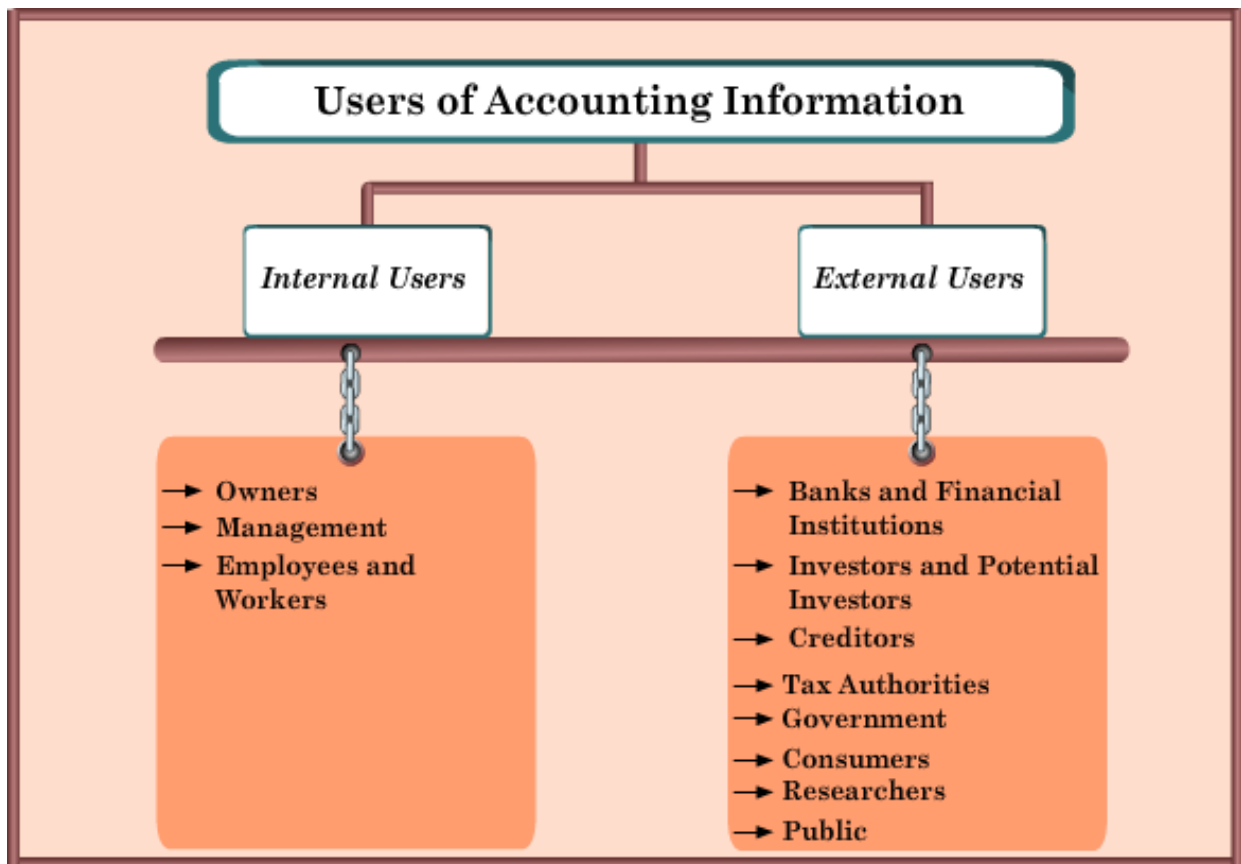 Users of Accounting Information
Internal Users
External Users
Owners
Management
Employees and
Workers
Banks and Financial
Institutions
Investors and Potential
Investors
Creditors
Tax Authorities
Government
Consumers
Researchers
Public